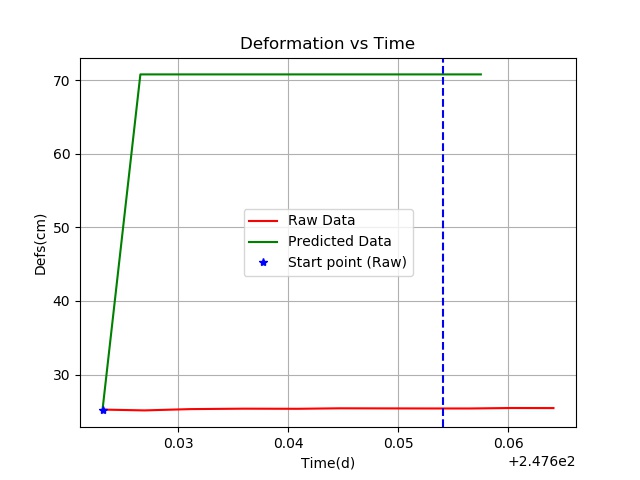 Deformation vs Time
Defs(cm)
70
60
50
40
30
Raw Data
Predicted Data
Start point (Raw)
0.03 0.04 0.05 0.06
+2.476e2
Time(d)